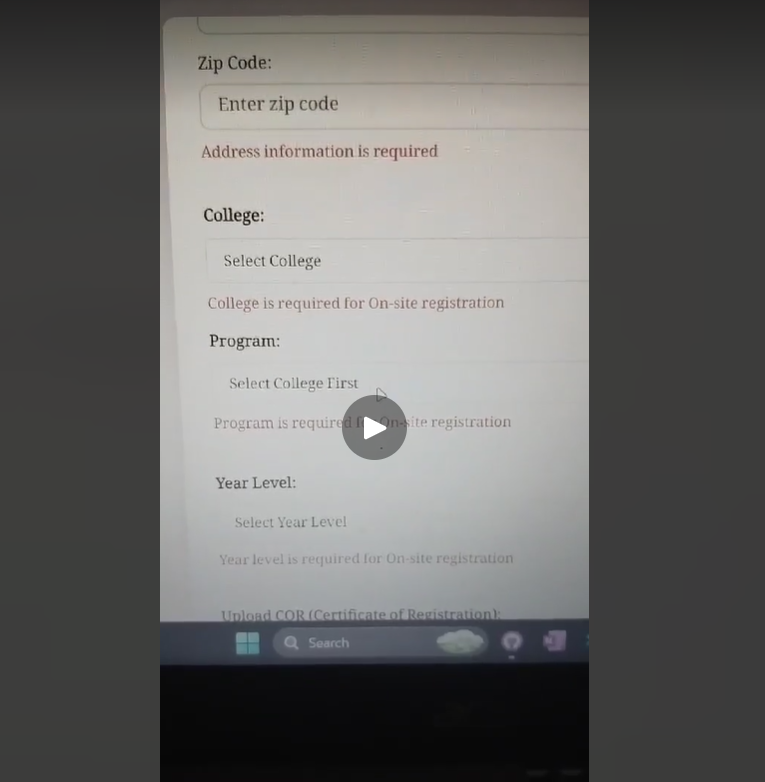 Zip Code:
Enter zip code
Address information is required
College:
Select College
College is required for On-site registration
Program:
Select College First
Program is required for On-site registration
Year Level:
Select Year Level
Year level is required for On-site registration
Upload COR (Certificate of Registration):
Search